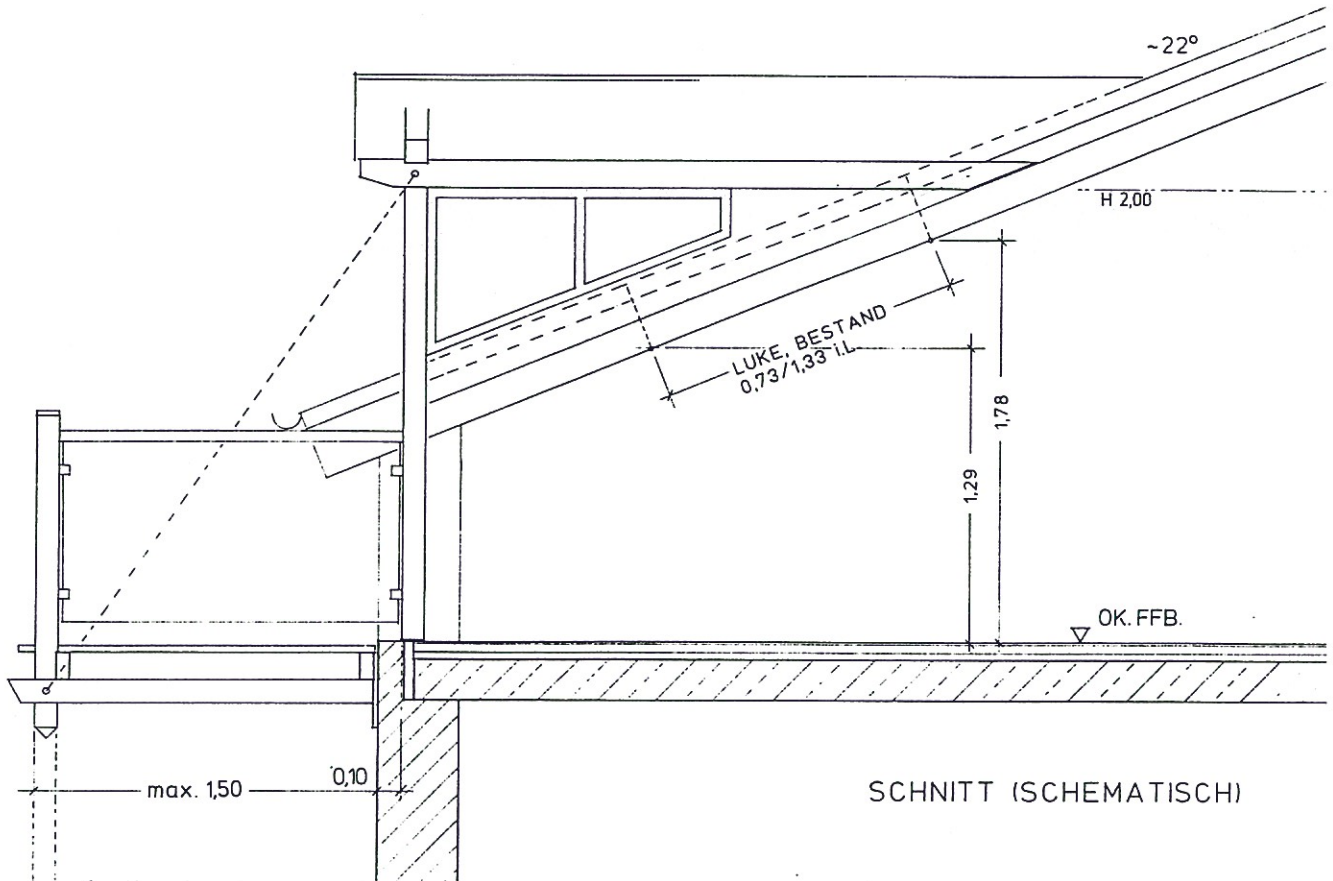 ~22°
H 2,00
LUKE, BESTAND
0,73/1,33 i.L
1,78
1,29
OK. FFB.
0,10
max. 1,50
SCHNITT (SCHEMATISCH)